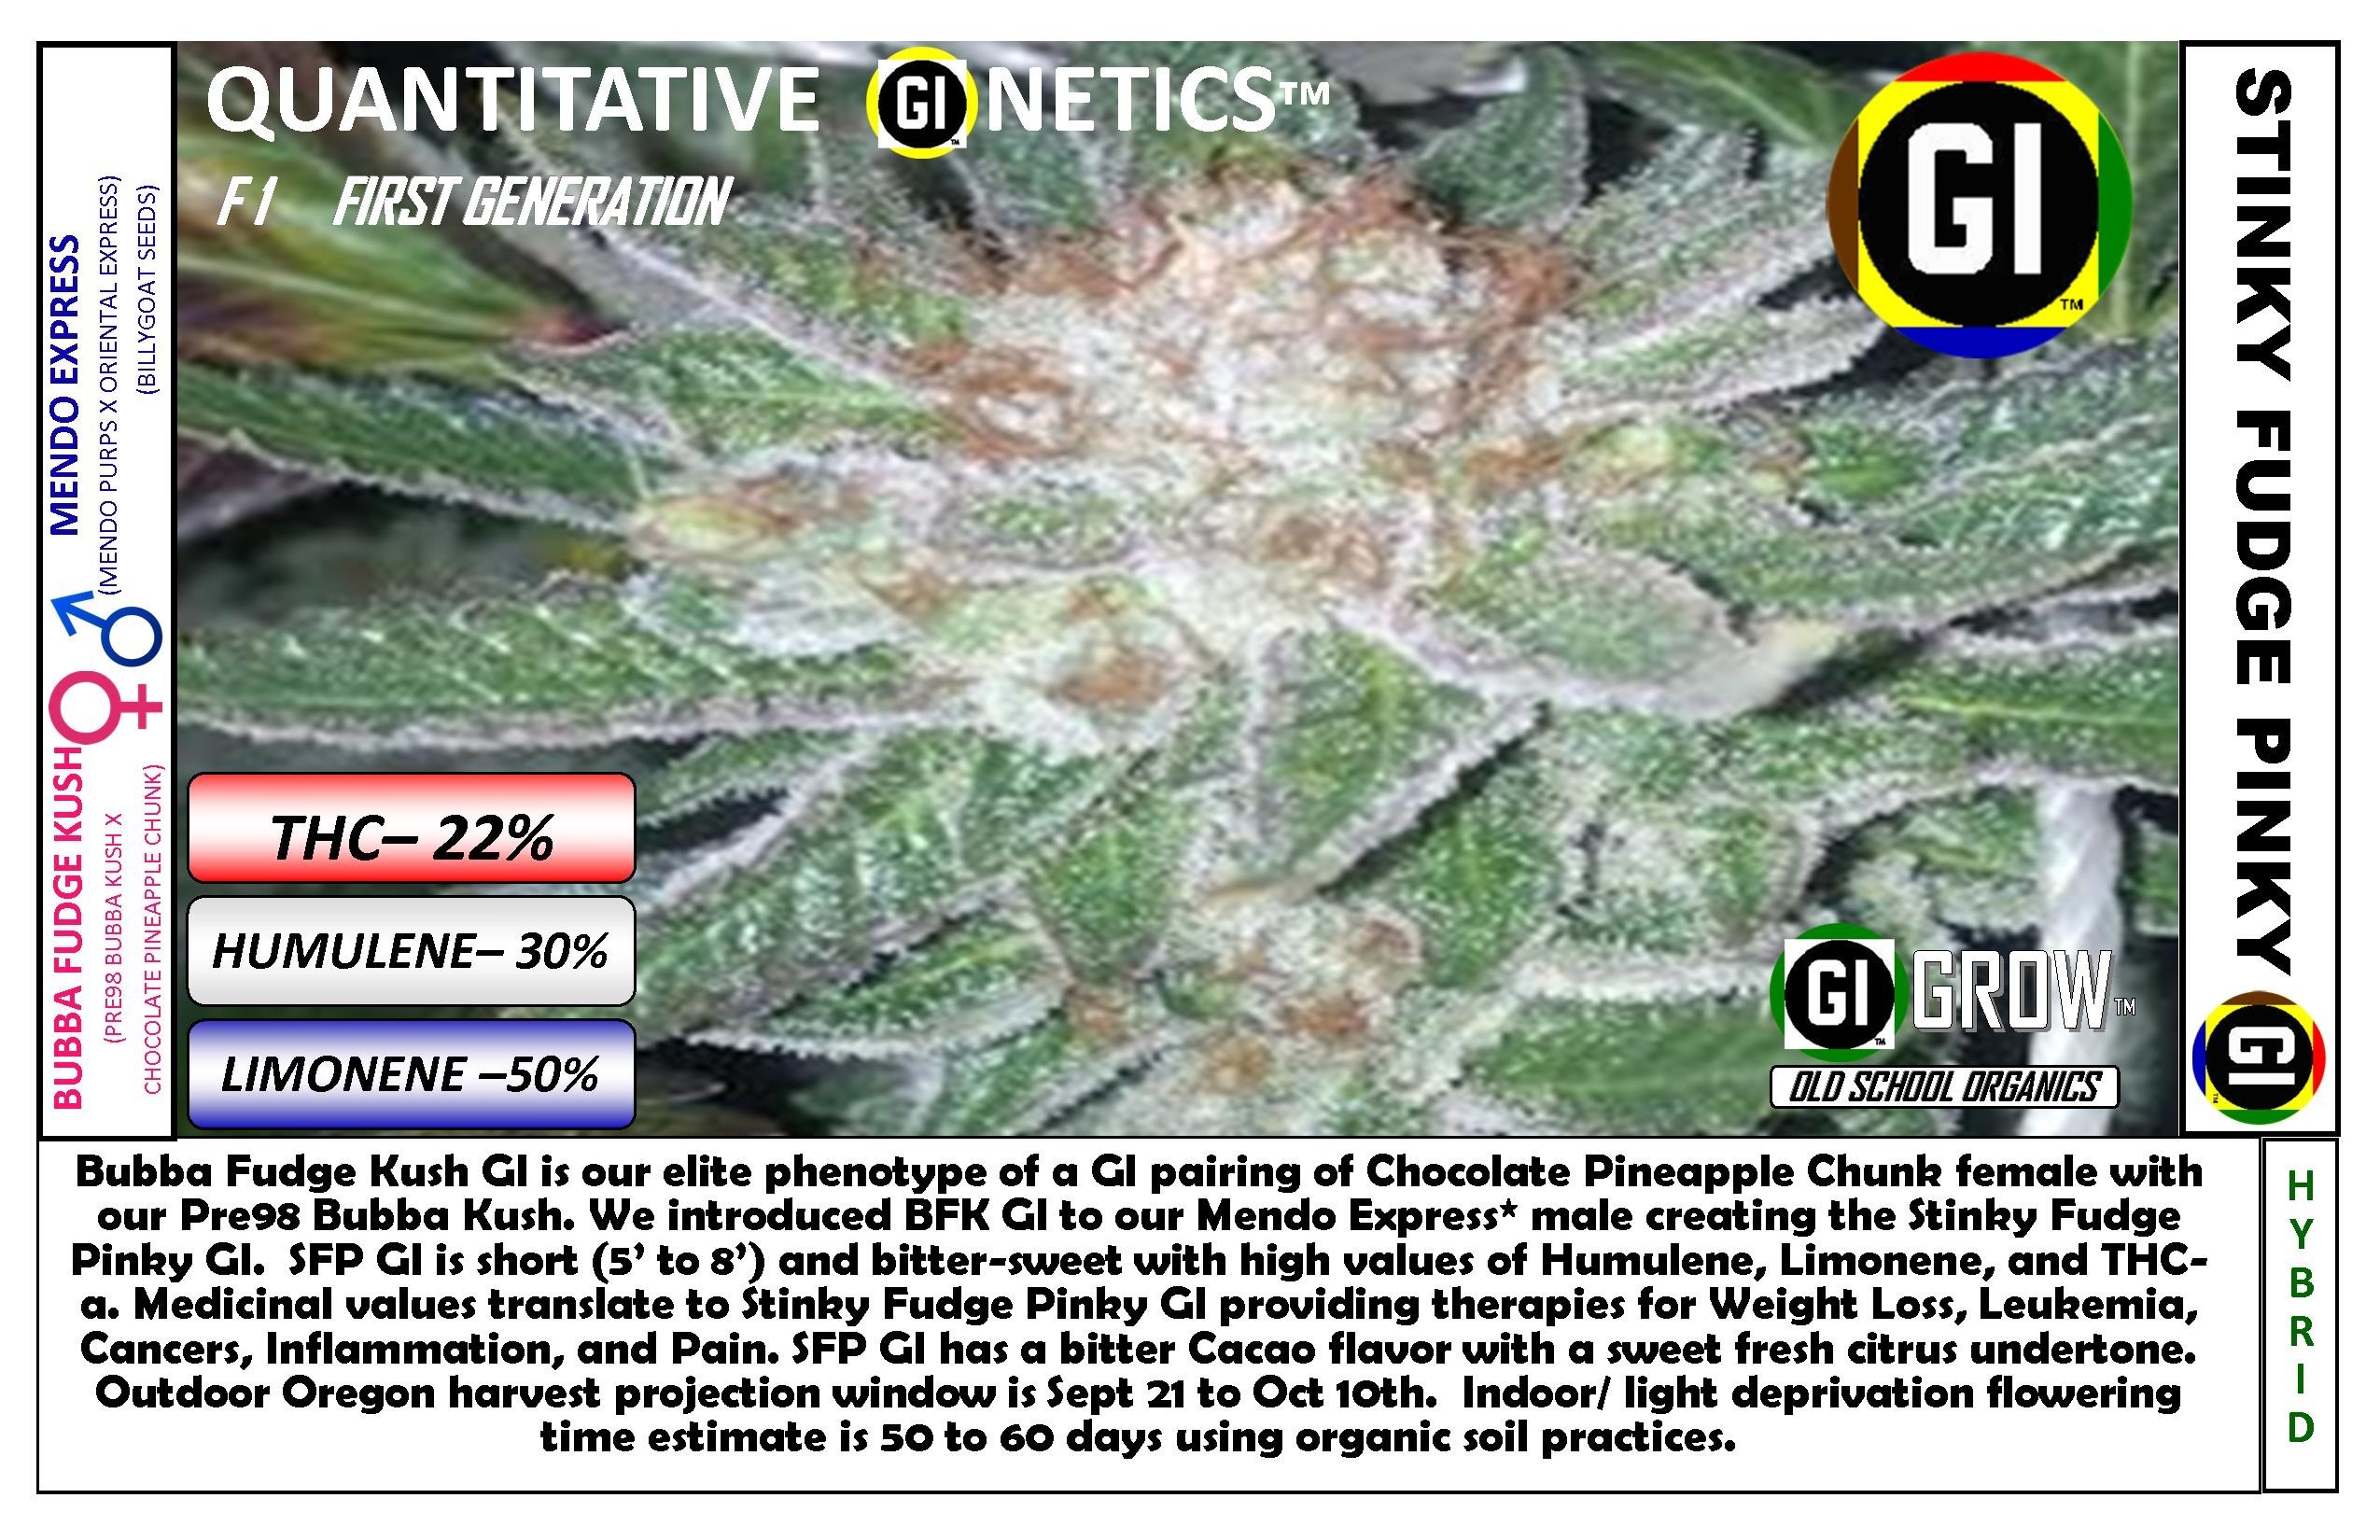 QUANTITATIVE GI NETICS™
F1 FIRST GENERATION
GI
TM
STINKY FUDGE PINKY
GI
MENDO EXPRESS
(MENDO PURPS X ORIENTAL EXPRESS)
(BILLYGOAT SEEDS)
BUBBA FUDGE KUSH
(PRE98 BUBBA KUSH X
CHOCOLATE PINEAPPLE CHUNK)
THC– 22%
HUMULENE– 30%
LIMONENE –50%
GI GROW TM
OLD SCHOOL ORGANICS
Bubba Fudge Kush GI is our elite phenotype of a GI pairing of Chocolate Pineapple Chunk female with
our Pre98 Bubba Kush. We introduced BFK GI to our Mendo Express* male creating the Stinky Fudge
Pinky GI. SFP GI is short (5’ to 8’) and bitter-sweet with high values of Humulene, Limonene, and THC-
a. Medicinal values translate to Stinky Fudge Pinky GI providing therapies for Weight Loss, Leukemia,
Cancers, Inflammation, and Pain. SFP GI has a bitter Cacao flavor with a sweet fresh citrus undertone.
Outdoor Oregon harvest projection window is Sept 21 to Oct 10th. Indoor/ light deprivation flowering
time estimate is 50 to 60 days using organic soil practices.
HYBRID